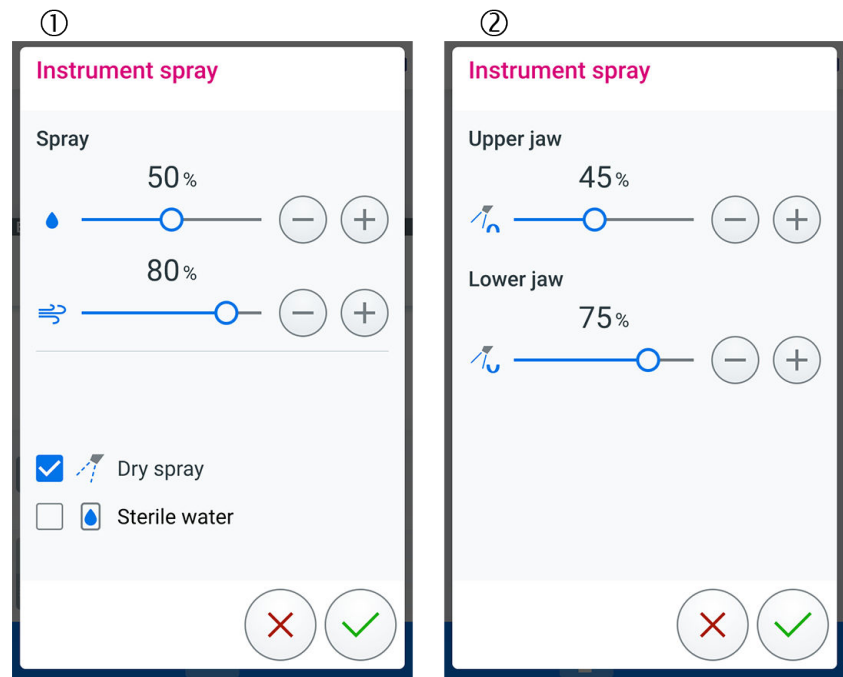 ①
Instrument spray
Spray
50 %
80 %
Dry spray
Sterile water
②
Instrument spray
Upper jaw
45 %
Lower jaw
75 %